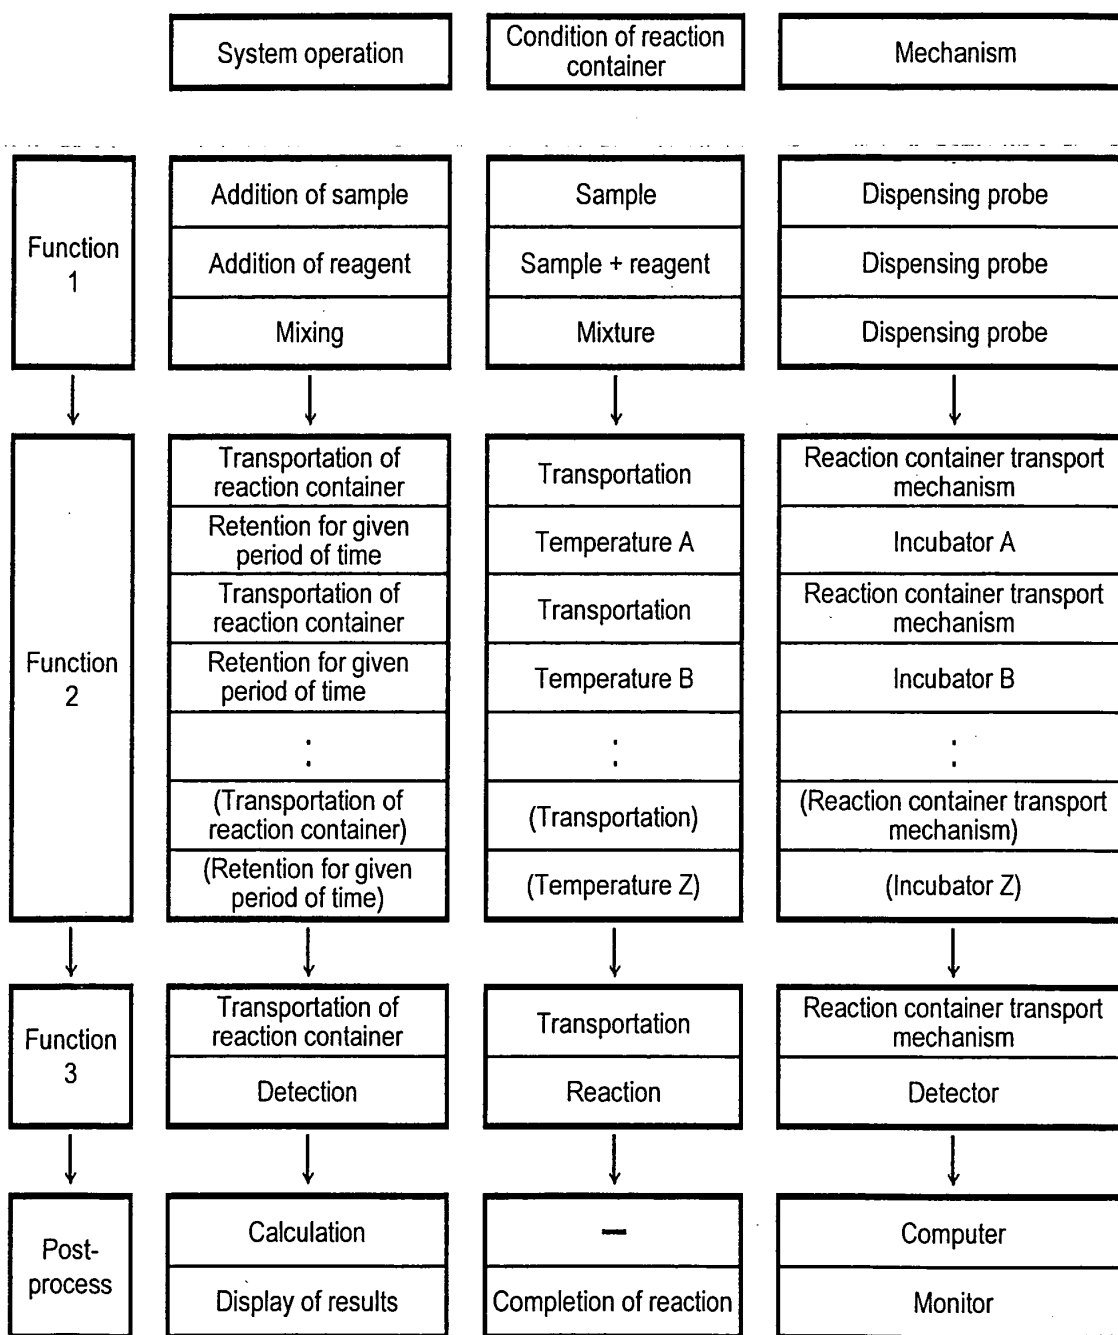 System operation
Condition of reaction
container
Mechanism
Function
1
Addition of sample
Sample
Dispensing probe
Addition of reagent
Sample + reagent
Dispensing probe
Mixing
Mixture
Dispensing probe
Function
2
Transportation of
reaction container
Transportation
Reaction container transport
mechanism
Retention for given
period of time
Temperature A
Incubator A
Transportation of
reaction container
Transportation
Reaction container transport
mechanism
Retention for given
period of time
Temperature B
Incubator B
:
:
:
(Transportation of
reaction container)
(Transportation)
(Reaction container transport
mechanism)
(Retention for given
period of time)
(Temperature Z)
(Incubator Z)
Function
3
Transportation of
reaction container
Transportation
Reaction container transport
mechanism
Detection
Reaction
Detector
Post-
process
Calculation
–
Computer
Display of results
Completion of reaction
Monitor